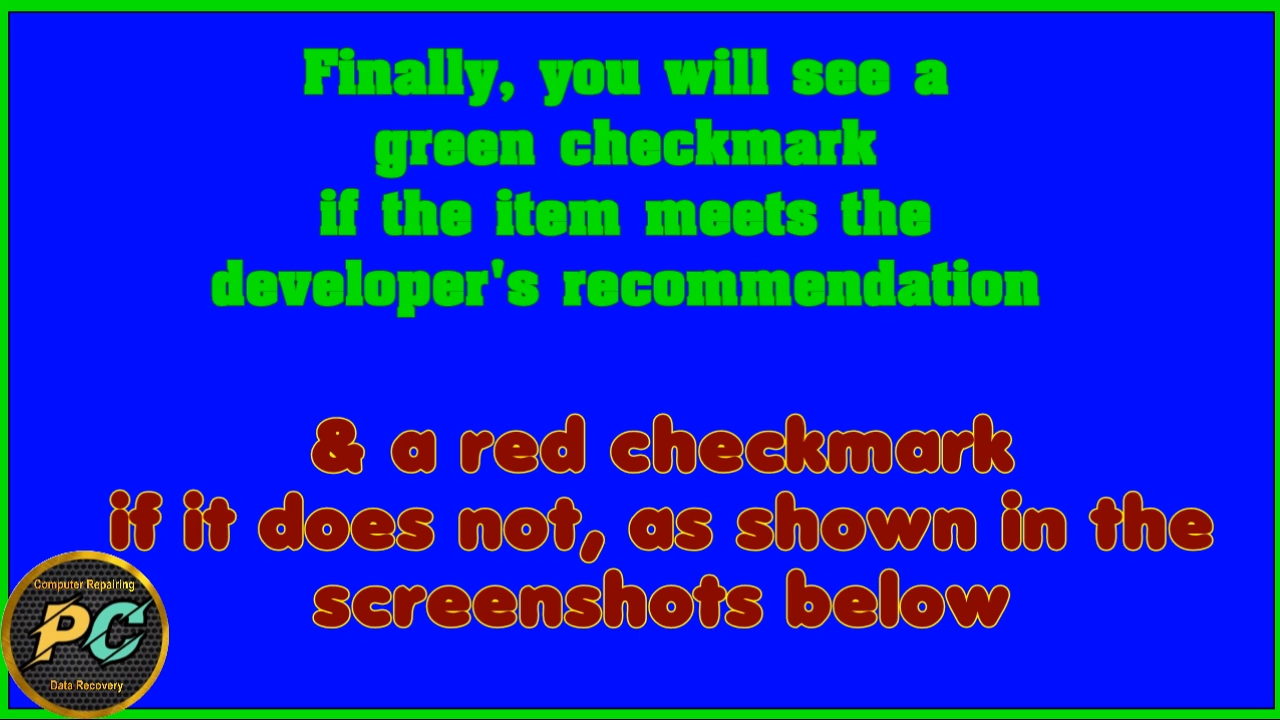 Finally, you will see a
green checkmark
if the item meets the
developer's recommendation
& a red checkmark
if it does not, as shown in the
screenshots below
Computer Repairing
PC
Data Recovery